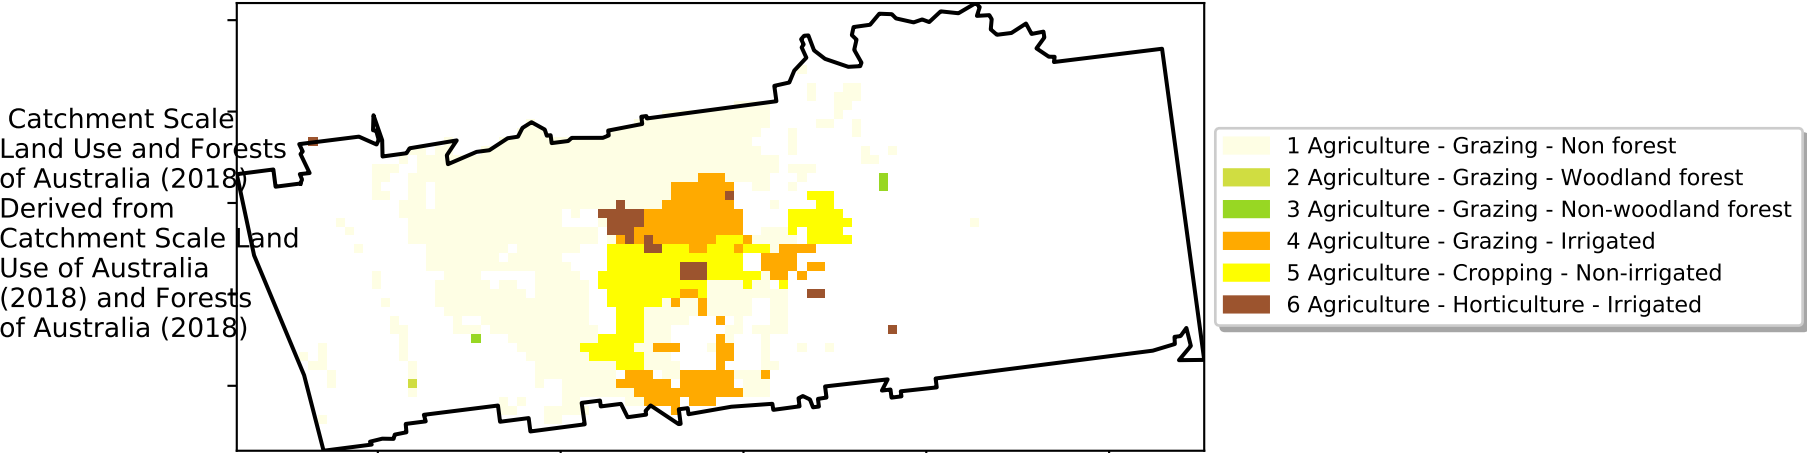 Catchment Scale
Land Use and Forests
of Australia (2018)
Derived from
Catchment Scale Land
Use of Australia
(2018) and Forests
of Australia (2018)
1 Agriculture - Grazing - Non forest
2 Agriculture - Grazing - Woodland forest
3 Agriculture - Grazing - Non-woodland forest
4 Agriculture - Grazing - Irrigated
5 Agriculture - Cropping - Non-irrigated
6 Agriculture - Horticulture - Irrigated